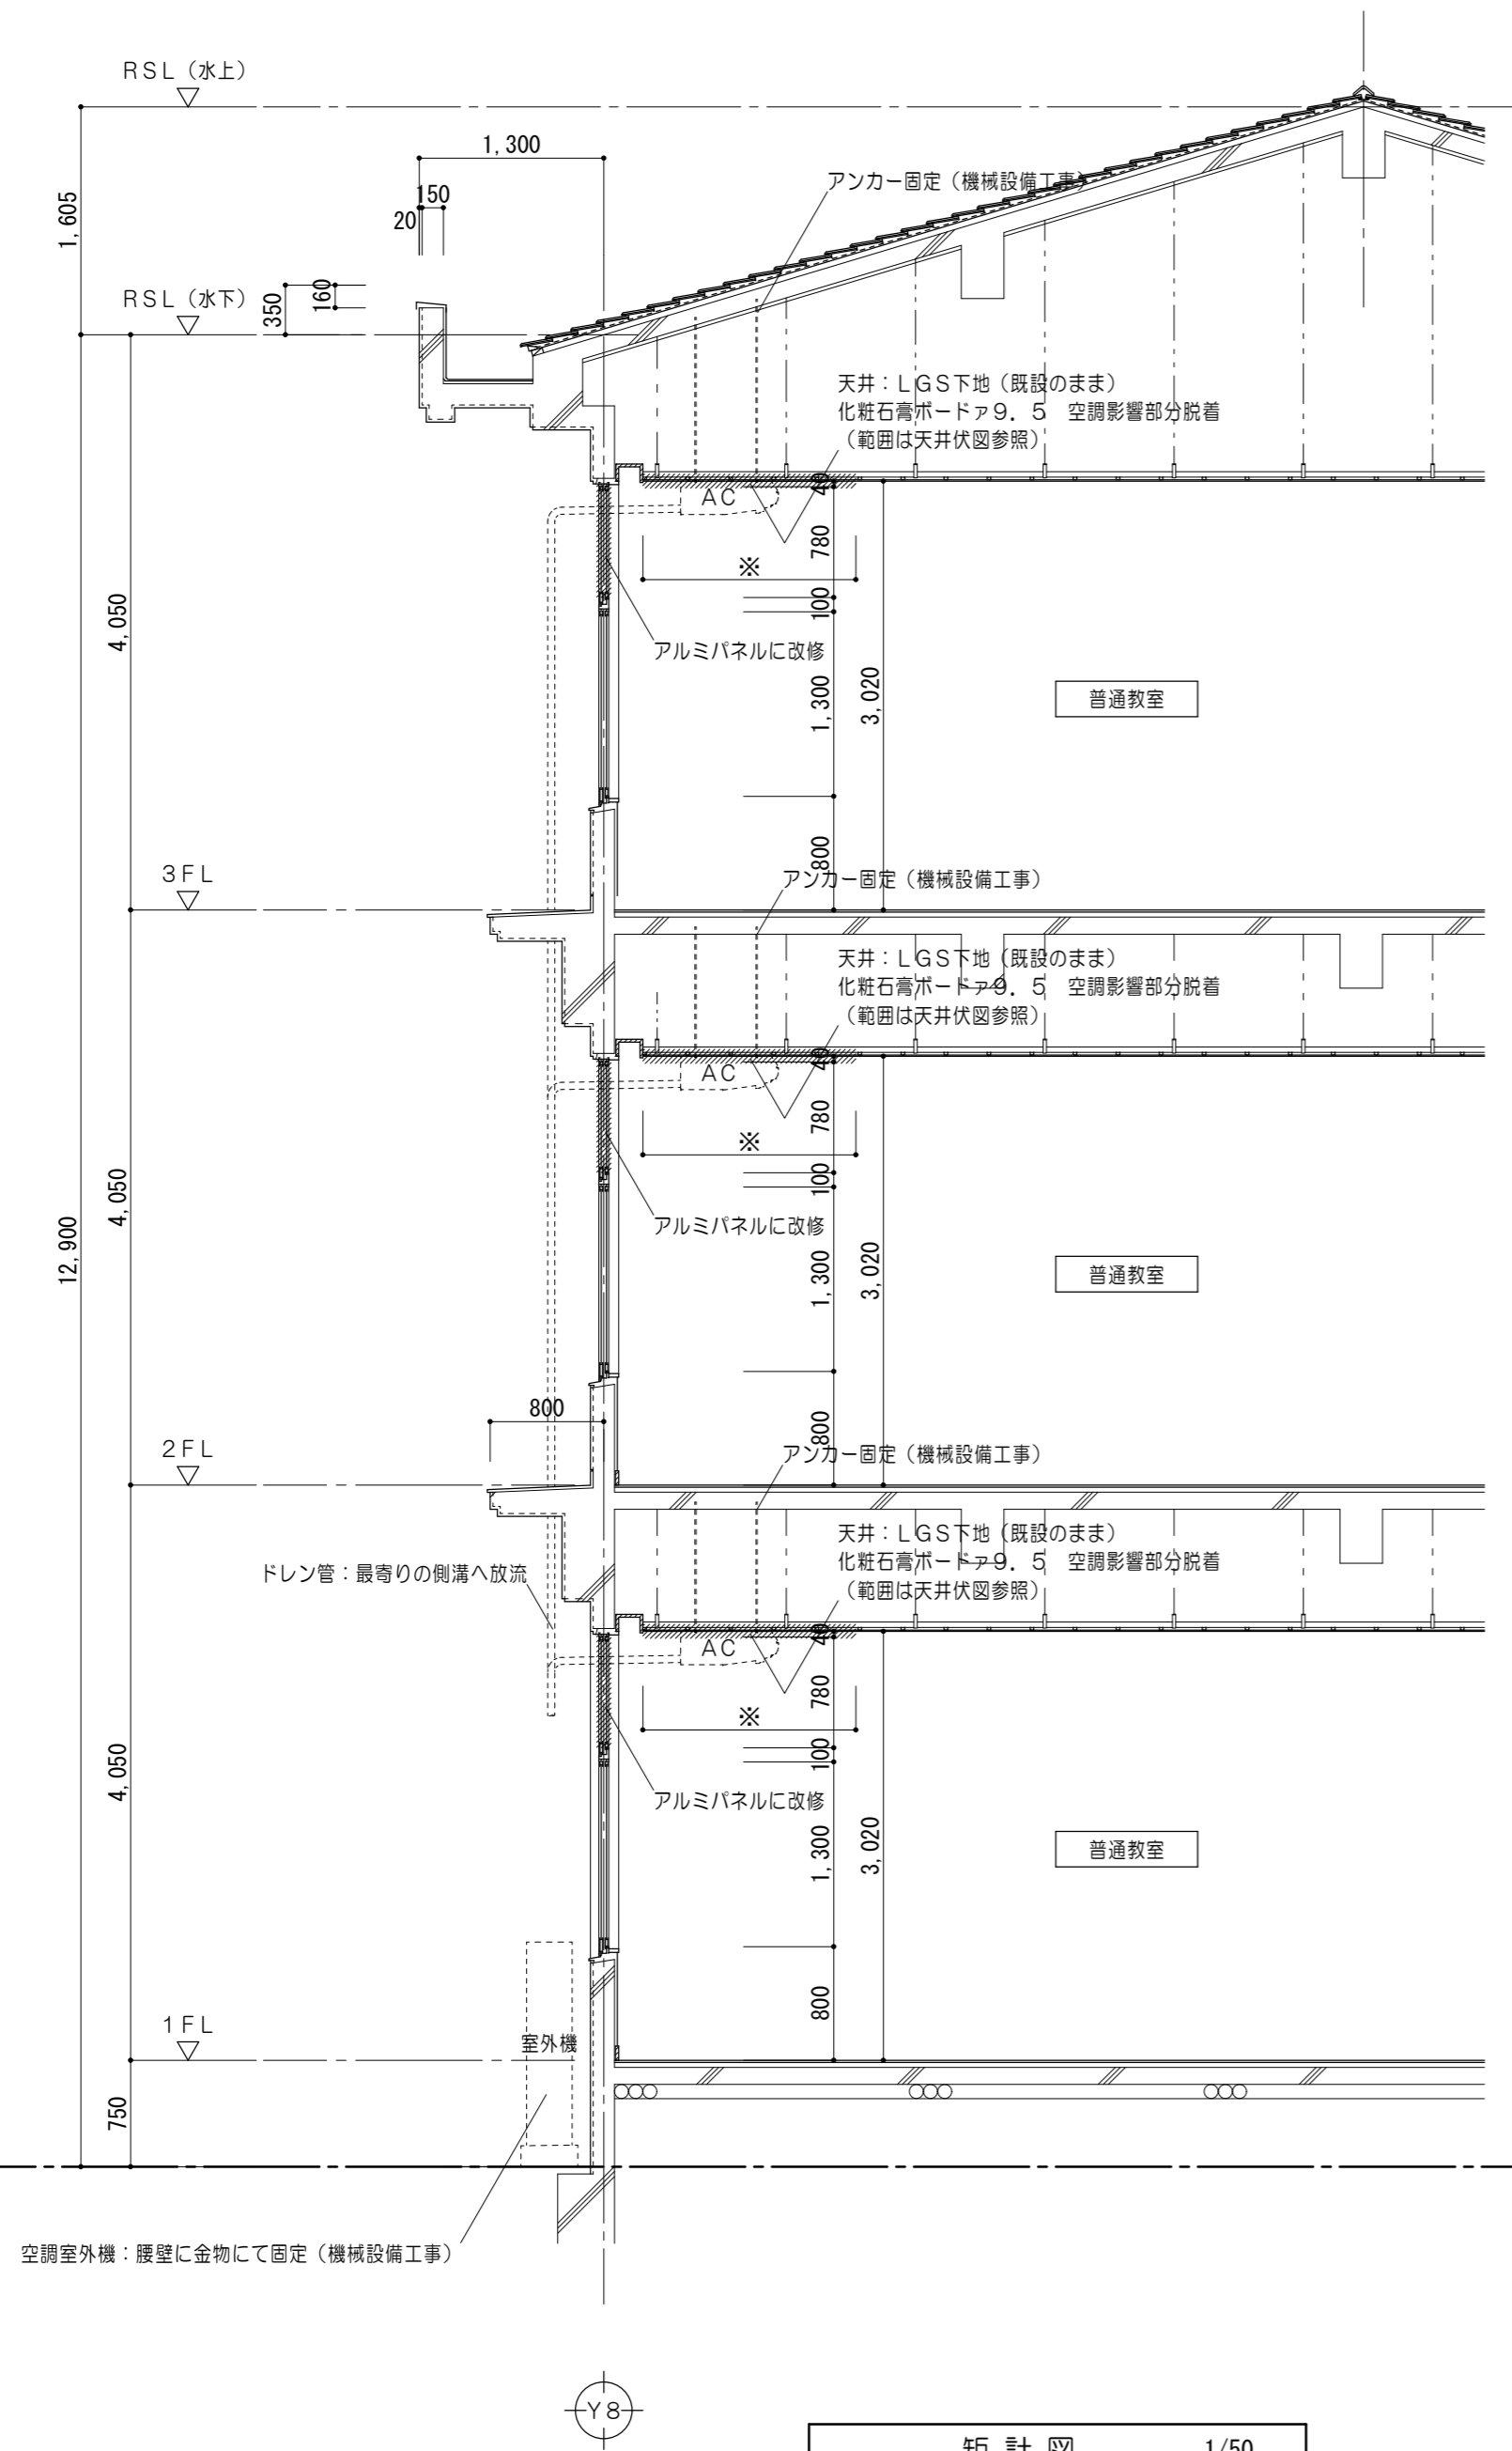 RSL（水上）
1,300
アンカー固定（機械設備工事）
150
20
1,605
RSL（水下）
350
160
天井：LGS下地（既設のまま）
化粧石膏ボードァ9．5　空調影響部分脱着
（範囲は天井伏図参照）
AC
40
780
※
100
4,050
アルミパネルに改修
1,300
3,020
普通教室
800
3FL
アンカー固定（機械設備工事）
天井：LGS下地（既設のまま）
化粧石膏ボードァ9．5　空調影響部分脱着
（範囲は天井伏図参照）
AC
40
780
※
100
4,050
アルミパネルに改修
12,900
1,300
3,020
普通教室
800
800
2FL
アンカー固定（機械設備工事）
天井：LGS下地（既設のまま）
化粧石膏ボードァ9．5　空調影響部分脱着
（範囲は天井伏図参照）
ドレン管：最寄りの側溝へ放流
AC
40
780
※
100
4,050
アルミパネルに改修
1,300
3,020
普通教室
800
1FL
室外機
750
空調室外機：腰壁に金物にて固定（機械設備工事）
Y8
矩計図　1/50